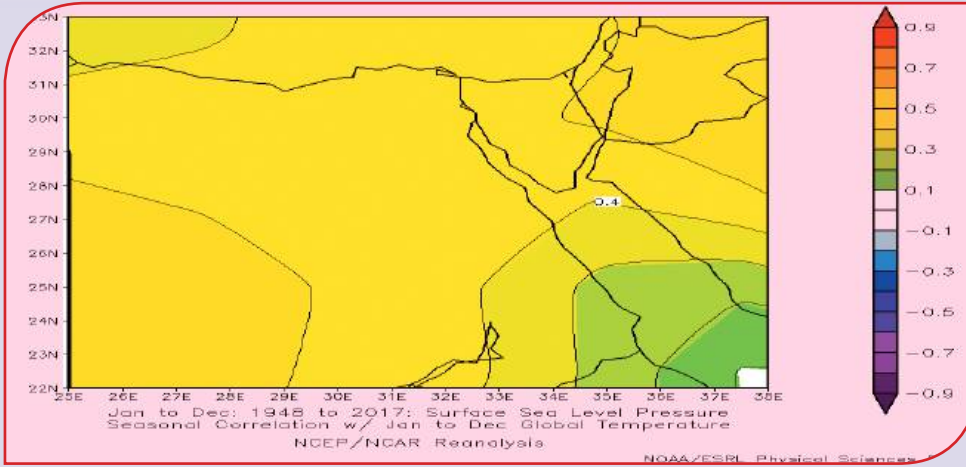 33N
32N
31N
30N
29N
28N
27N
26N
25N
24N
23N
22N
0.4
25E 26E 27E 28E 29E 30E 31E 32E 33E 34E 35E 36E 37E 38E
0.9
0.7
0.5
0.3
0.1
-0.1
-0.3
-0.5
-0.7
-0.9
Jan to Dec: 1948 to 2017: Surface Sea Level Pressure
Seasonal Correlation w/ Jan to Dec Global Temperature
NCEP/NCAR Reanalysis
NOAA/ESRL Physical Sciences